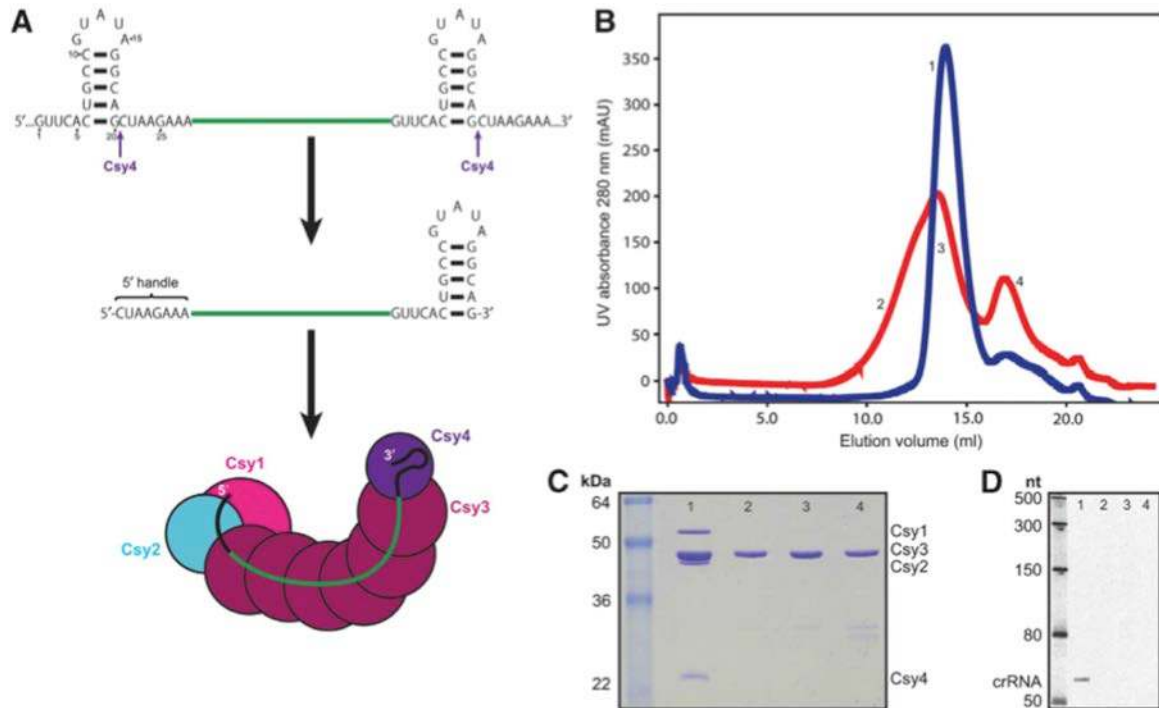 A
U
U A
G A-15
10-C G
C G
G C
U A
5'...GUUCAC GCUAAGAAA
1 5 20 25
Csy4
U
U A
G A
C G
C G
G C
U A
GUUCAC GCUAAGAAA...3'
Csy4
U
U A
G A
C G
C G
G C
U A
5' handle
5'-CUAAGAAA GUUCAC G-3'
Csy4
3'
Csy1
5'
Csy3
Csy2
B
UV absorbance 280 nm (mAU)
350
300
250
200
150
100
50
0
1
2
3
4
0.0 5.0 10.0 15.0 20.0
Elution volume (ml)
C
kDa
64
50
36
22
1 2 3 4
Csy1
Csy3
Csy2
Csy4
D
nt
500
300
150
80
crRNA
50
1 2 3 4